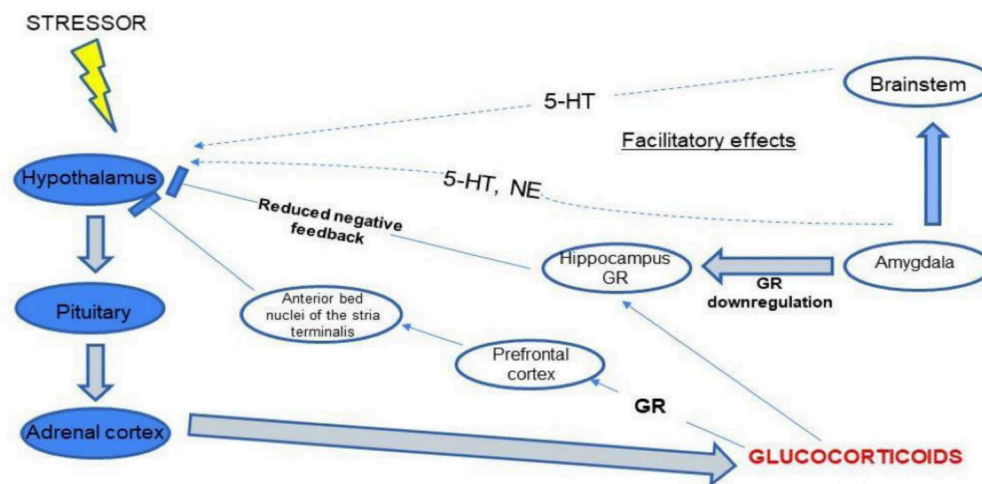 STRESSOR
Brainstem
5-HT
Facilitatory effects
Hypothalamus
5-HT, NE
Reduced negative
feedback
Hippocampus
GR
Amygdala
GR
downregulation
Pituitary
Anterior bed
nuclei of the stria
terminalis
Prefrontal
cortex
GR
Adrenal cortex
GLUCOCORTICOIDS